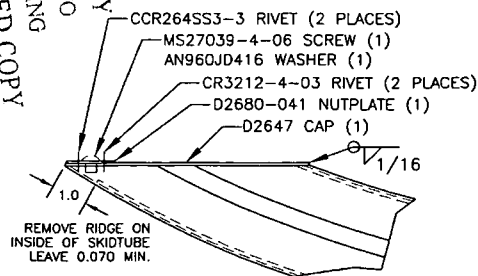 CCR264SS3-3 RIVET (2 PLACES)
MS27039-4-06 SCREW (1)
AN960JD416 WASHER (1)
CR3212-4-03 RIVET (2 PLACES)
D2680-041 NUTPLATE (1)
D2647 CAP (1)
1/16
1.0
REMOVE RIDGE ON
INSIDE OF SKIDTUBE
LEAVE 0.070 MIN.
COPY